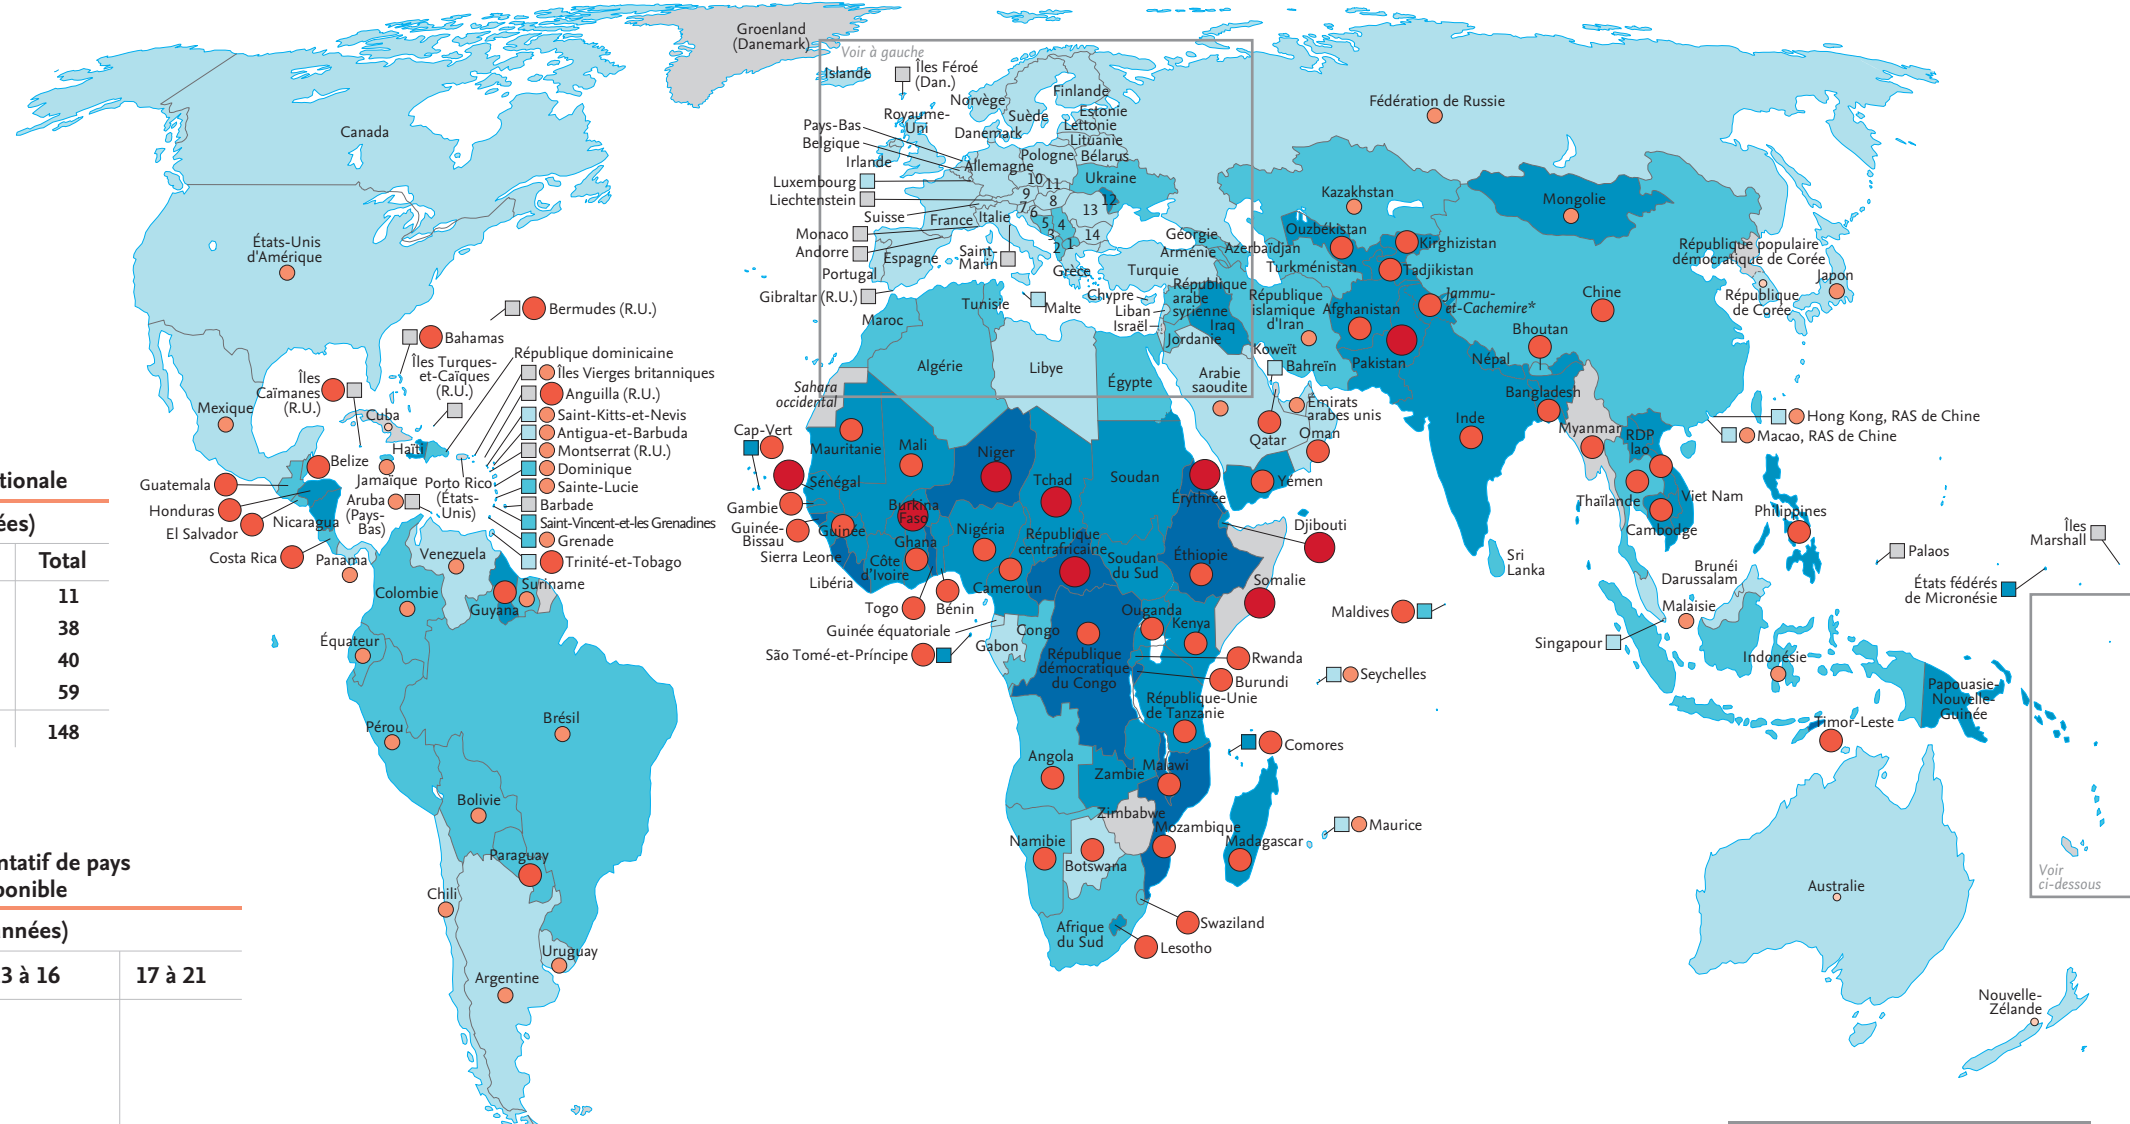 Groenland
(Danemark)
Voir à gauche
Islande
Îles Féroé
(Dan.)
Norvège
Finlande
Suède
Estonie
Lettonie
Lituanie
Royaume-
Uni
Danemark
Pays-Bas
Belgique
Irlande
Allemagne
Pologne
Bélarus
Luxembourg
Liechtenstein
Ukraine
10
11
9
8
12
7
6
13
5
4
3
14
2
1
Suisse
France
Italie
Monaco
Andorre
Espagne
Saint-
Marin
Portugal
Grèce
Turquie
Géorgie
Arménie
Azerbaïdjan
Gibraltar (R.U.)
Tunisie
Malte
Chypre
Liban
Israël
République
arabe
syrienne
Iraq
Jordanie
Maroc
Algérie
Libye
Égypte
Sahara
occidental
Canada
États-Unis
d'Amérique
Fédération de Russie
Kazakhstan
Mongolie
Ouzbékistan
Kirghizistan
Turkménistan
Tadjikistan
République populaire
démocratique de Corée
Japon
République
de Corée
Chine
République
islamique
d'Iran
Afghanistan
Jammu-
et-Cachemire*
Bhoutan
Népal
Pakistan
Koweït
Bahreïn
Arabie
saoudite
Émirats
arabes unis
Qatar
Oman
Bangladesh
Inde
Myanmar
RDP
lao
Hong Kong, RAS de Chine
Macao, RAS de Chine
Yémen
Thaïlande
Viet Nam
Cambodge
Philippines
Îles
Marshall
Palaos
États fédérés
de Micronésie
Sri
Lanka
Brunéi
Darussalam
Maldives
Malaisie
Singapour
Indonésie
Papouasie-
Nouvelle-
Guinée
Timor-Leste
Voir
ci-dessous
Australie
Nouvelle-
Zélande
Bermudes (R.U.)
Bahamas
République dominicaine
Îles Turques-
et-Caïques
(R.U.)
Îles Vierges britanniques
Anguilla (R.U.)
Îles
Caïmanes
(R.U.)
Saint-Kitts-et-Nevis
Antigua-et-Barbuda
Mexique
Cuba
Montserrat (R.U.)
Haïti
Dominique
Belize
Jamaïque
Sainte-Lucie
Guatemala
Aruba
(Pays-
Bas)
Porto Rico
(États-
Unis)
Barbade
Honduras
Saint-Vincent-et-les Grenadines
El Salvador
Nicaragua
Grenade
Costa Rica
Panama
Venezuela
Trinité-et-Tobago
Colombie
Guyana
Suriname
Équateur
Pérou
Brésil
Bolivie
Paraguay
Chili
Uruguay
Argentine
Cap-Vert
Mauritanie
Mali
Niger
Tchad
Soudan
Érythrée
Sénégal
Gambie
Burkina
Faso
Guinée-
Bissau
Guinée
Sierra Leone
Libéria
Côte
d'Ivoire
Ghana
Nigéria
République
centrafricaine
Soudan
du Sud
Éthiopie
Djibouti
Somalie
Togo
Bénin
Cameroun
Guinée équatoriale
São Tomé-et-Príncipe
Gabon
Congo
République
démocratique
du Congo
Ouganda
Kenya
Rwanda
Burundi
Seychelles
République-Unie
de Tanzanie
Comores
Angola
Zambie
Malawi
Zimbabwe
Mozambique
Madagascar
Maurice
Namibie
Botswana
Swaziland
Lesotho
Afrique
du Sud
tionale
ées)
Total
11
38
40
59
148
ntatif de pays
ponible
nnées)
3 à 16
17 à 21